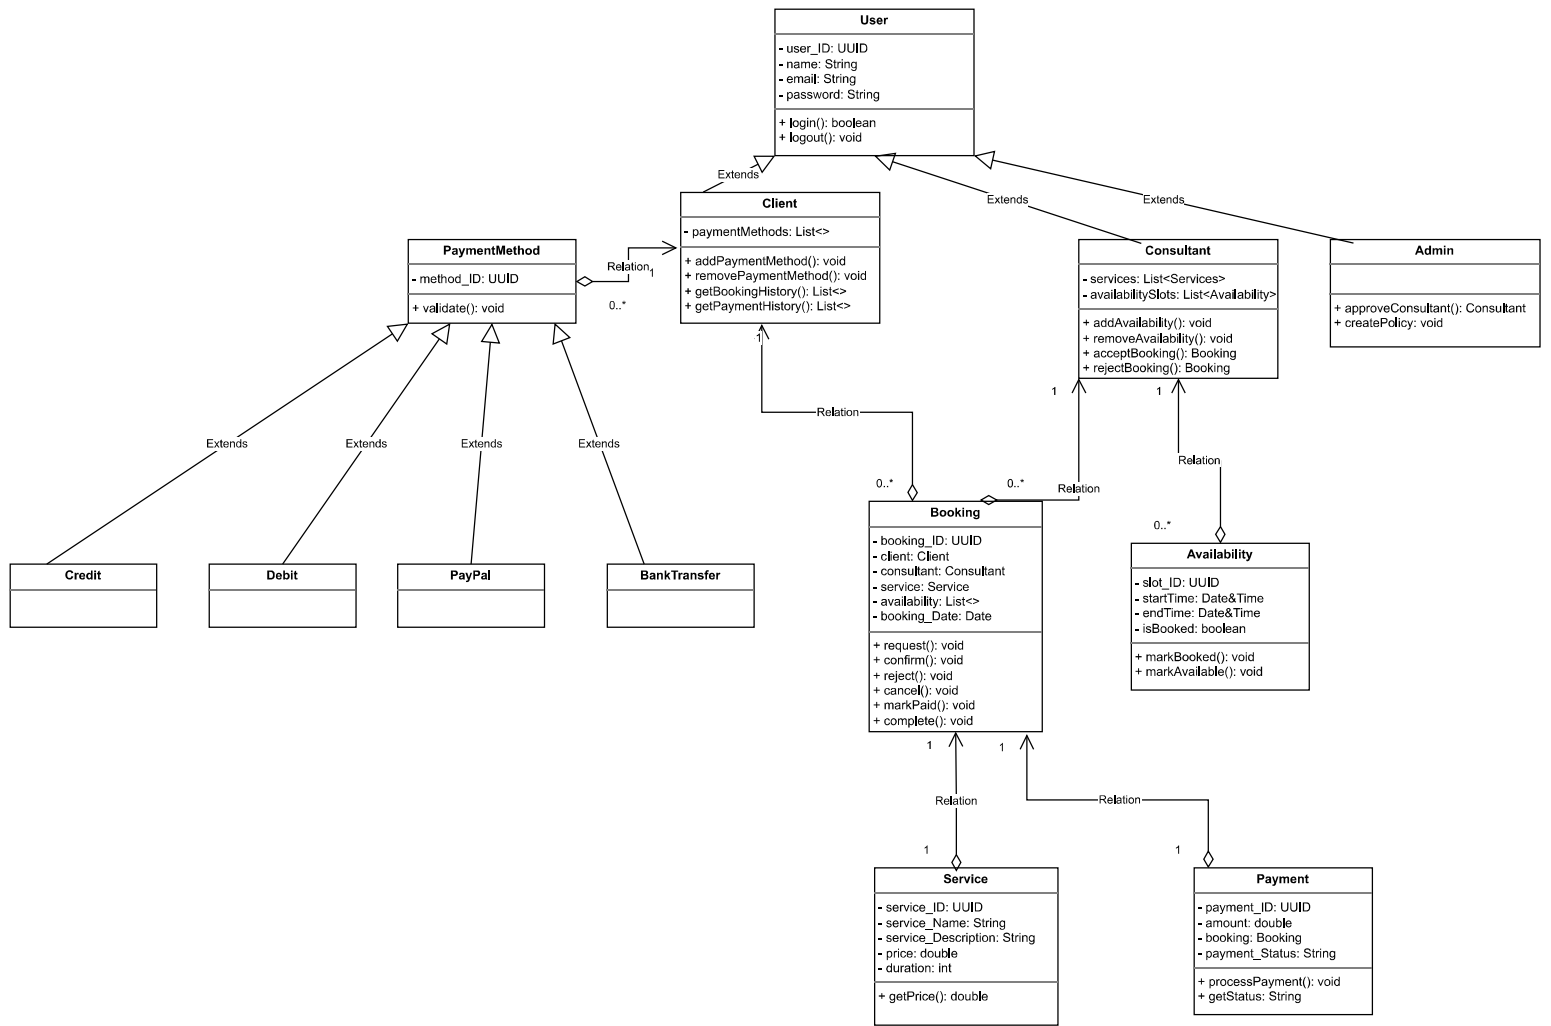 User
- user_ID: UUID
- name: String
- email: String
- password: String
+ login(): boolean
+ logout(): void
Extends
Extends
Extends
Client
- paymentMethods: List<>
+ addPaymentMethod(): void
+ removePaymentMethod(): void
+ getBookingHistory(): List<>
+ getPaymentHistory(): List<>
PaymentMethod
- method_ID: UUID
+ validate(): void
Relation
1
0..*
Consultant
- services: List<Services>
- availabilitySlots: List<Availability>
+ addAvailability(): void
+ removeAvailability(): void
+ acceptBooking(): Booking
+ rejectBooking(): Booking
Admin
+ approveConsultant(): Consultant
+ createPolicy: void
1
Relation
0..*
1
Relation
0..*
1
Relation
0..*
Extends
Extends
Extends
Extends
Credit
Debit
PayPal
BankTransfer
Booking
- booking_ID: UUID
- client: Client
- consultant: Consultant
- service: Service
- availability: List<>
- booking_Date: Date
+ request(): void
+ confirm(): void
+ reject(): void
+ cancel(): void
+ markPaid(): void
+ complete(): void
Availability
- slot_ID: UUID
- startTime: Date&Time
- endTime: Date&Time
- isBooked: boolean
+ markBooked(): void
+ markAvailable(): void
1
Relation
1
1
Relation
1
Service
- service_ID: UUID
- service_Name: String
- service_Description: String
- price: double
- duration: int
+ getPrice(): double
Payment
- payment_ID: UUID
- amount: double
- booking: Booking
- payment_Status: String
+ processPayment(): void
+ getStatus: String